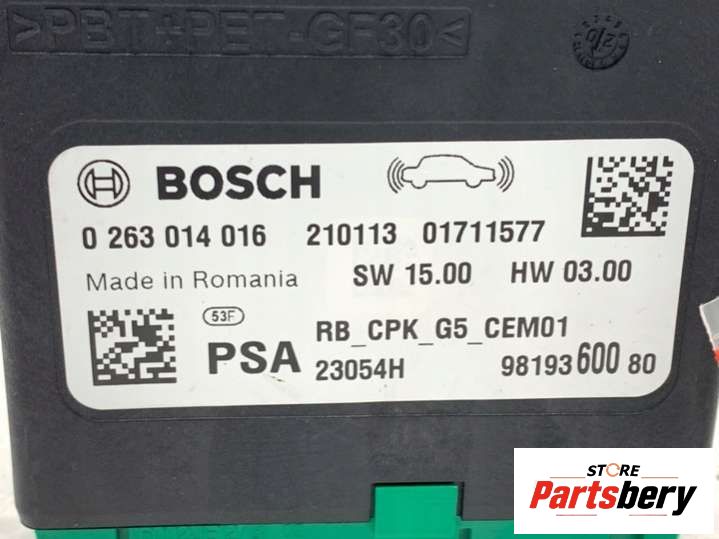 >PBT+PET-GF30<
BOSCH
0 263 014 016 210113 01711577
Made in Romania SW 15.00 HW 03.00
53F
PSA RB_CPK_G5_CEM01
23054H 98193600 80
STORE
Partsbery